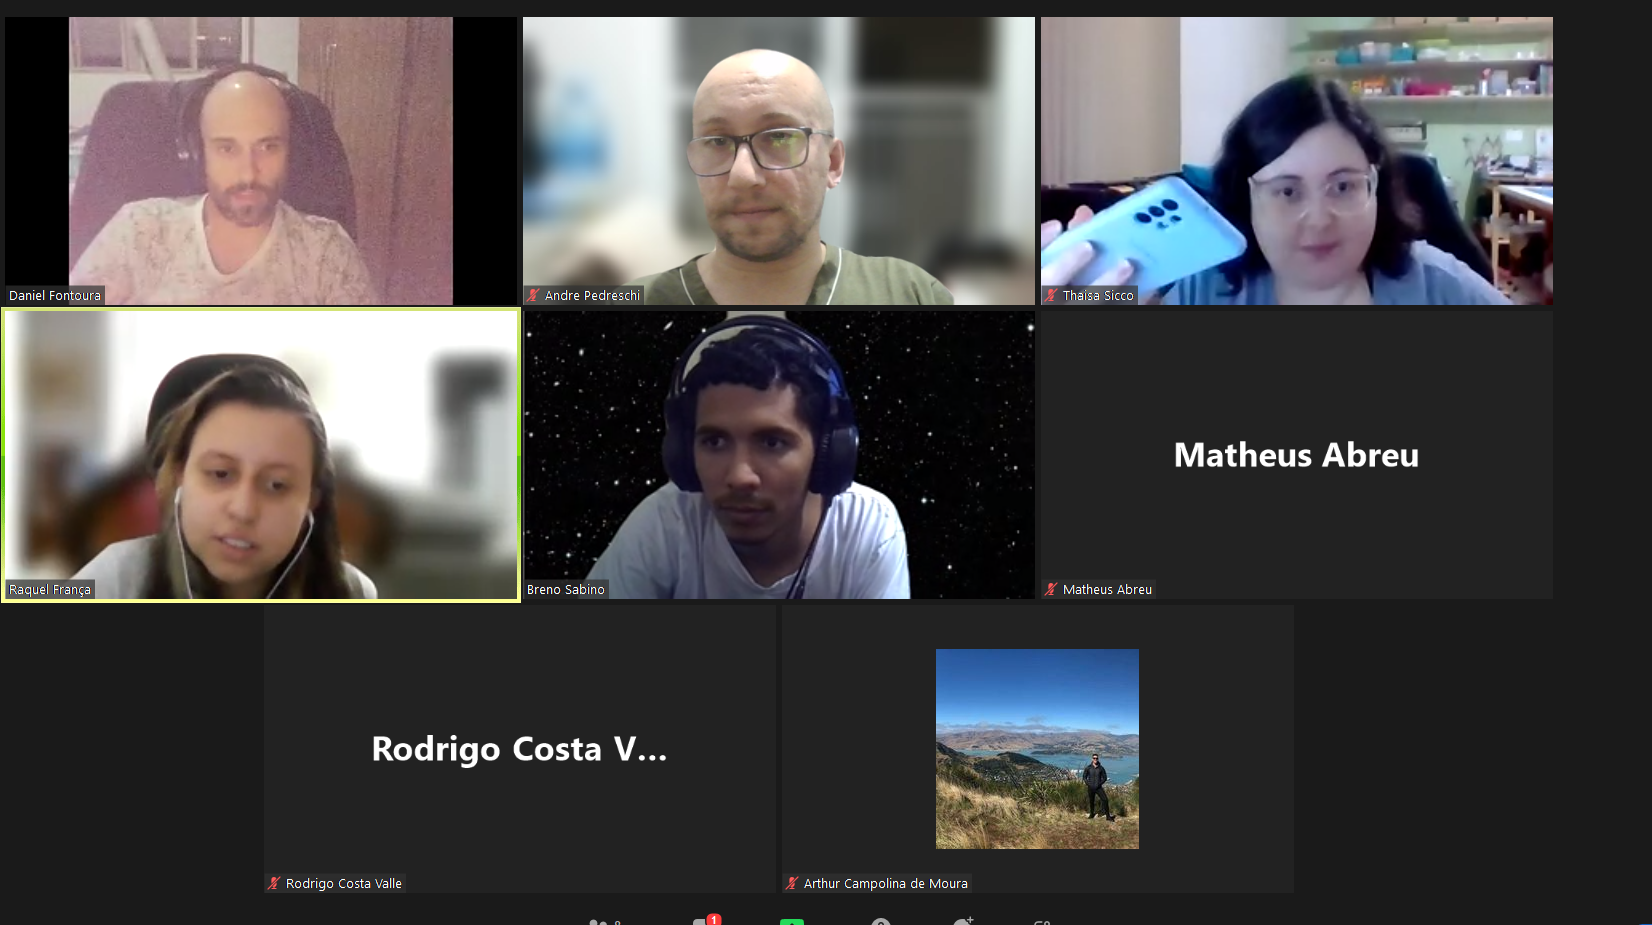 Daniel Fontoura
Andre Pedreschi
Thaisa Sicco
Raquel França
Breno Sabino
Matheus Abreu
Matheus Abreu
Rodrigo Costa V...
Rodrigo Costa Valle
Arthur Campolina de Moura
1